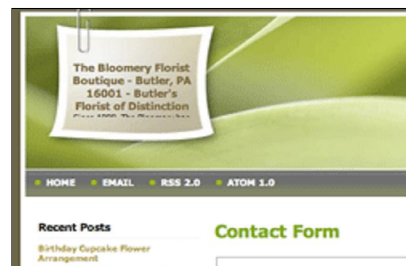 The Bloomery Florist
Boutique - Butler, PA
16001 - Butler's
Florist of Distinction
HOME
EMAIL
RSS 2.0
ATOM 1.0
Recent Posts
Birthday Cupcake Flower
Arrangement
Contact Form